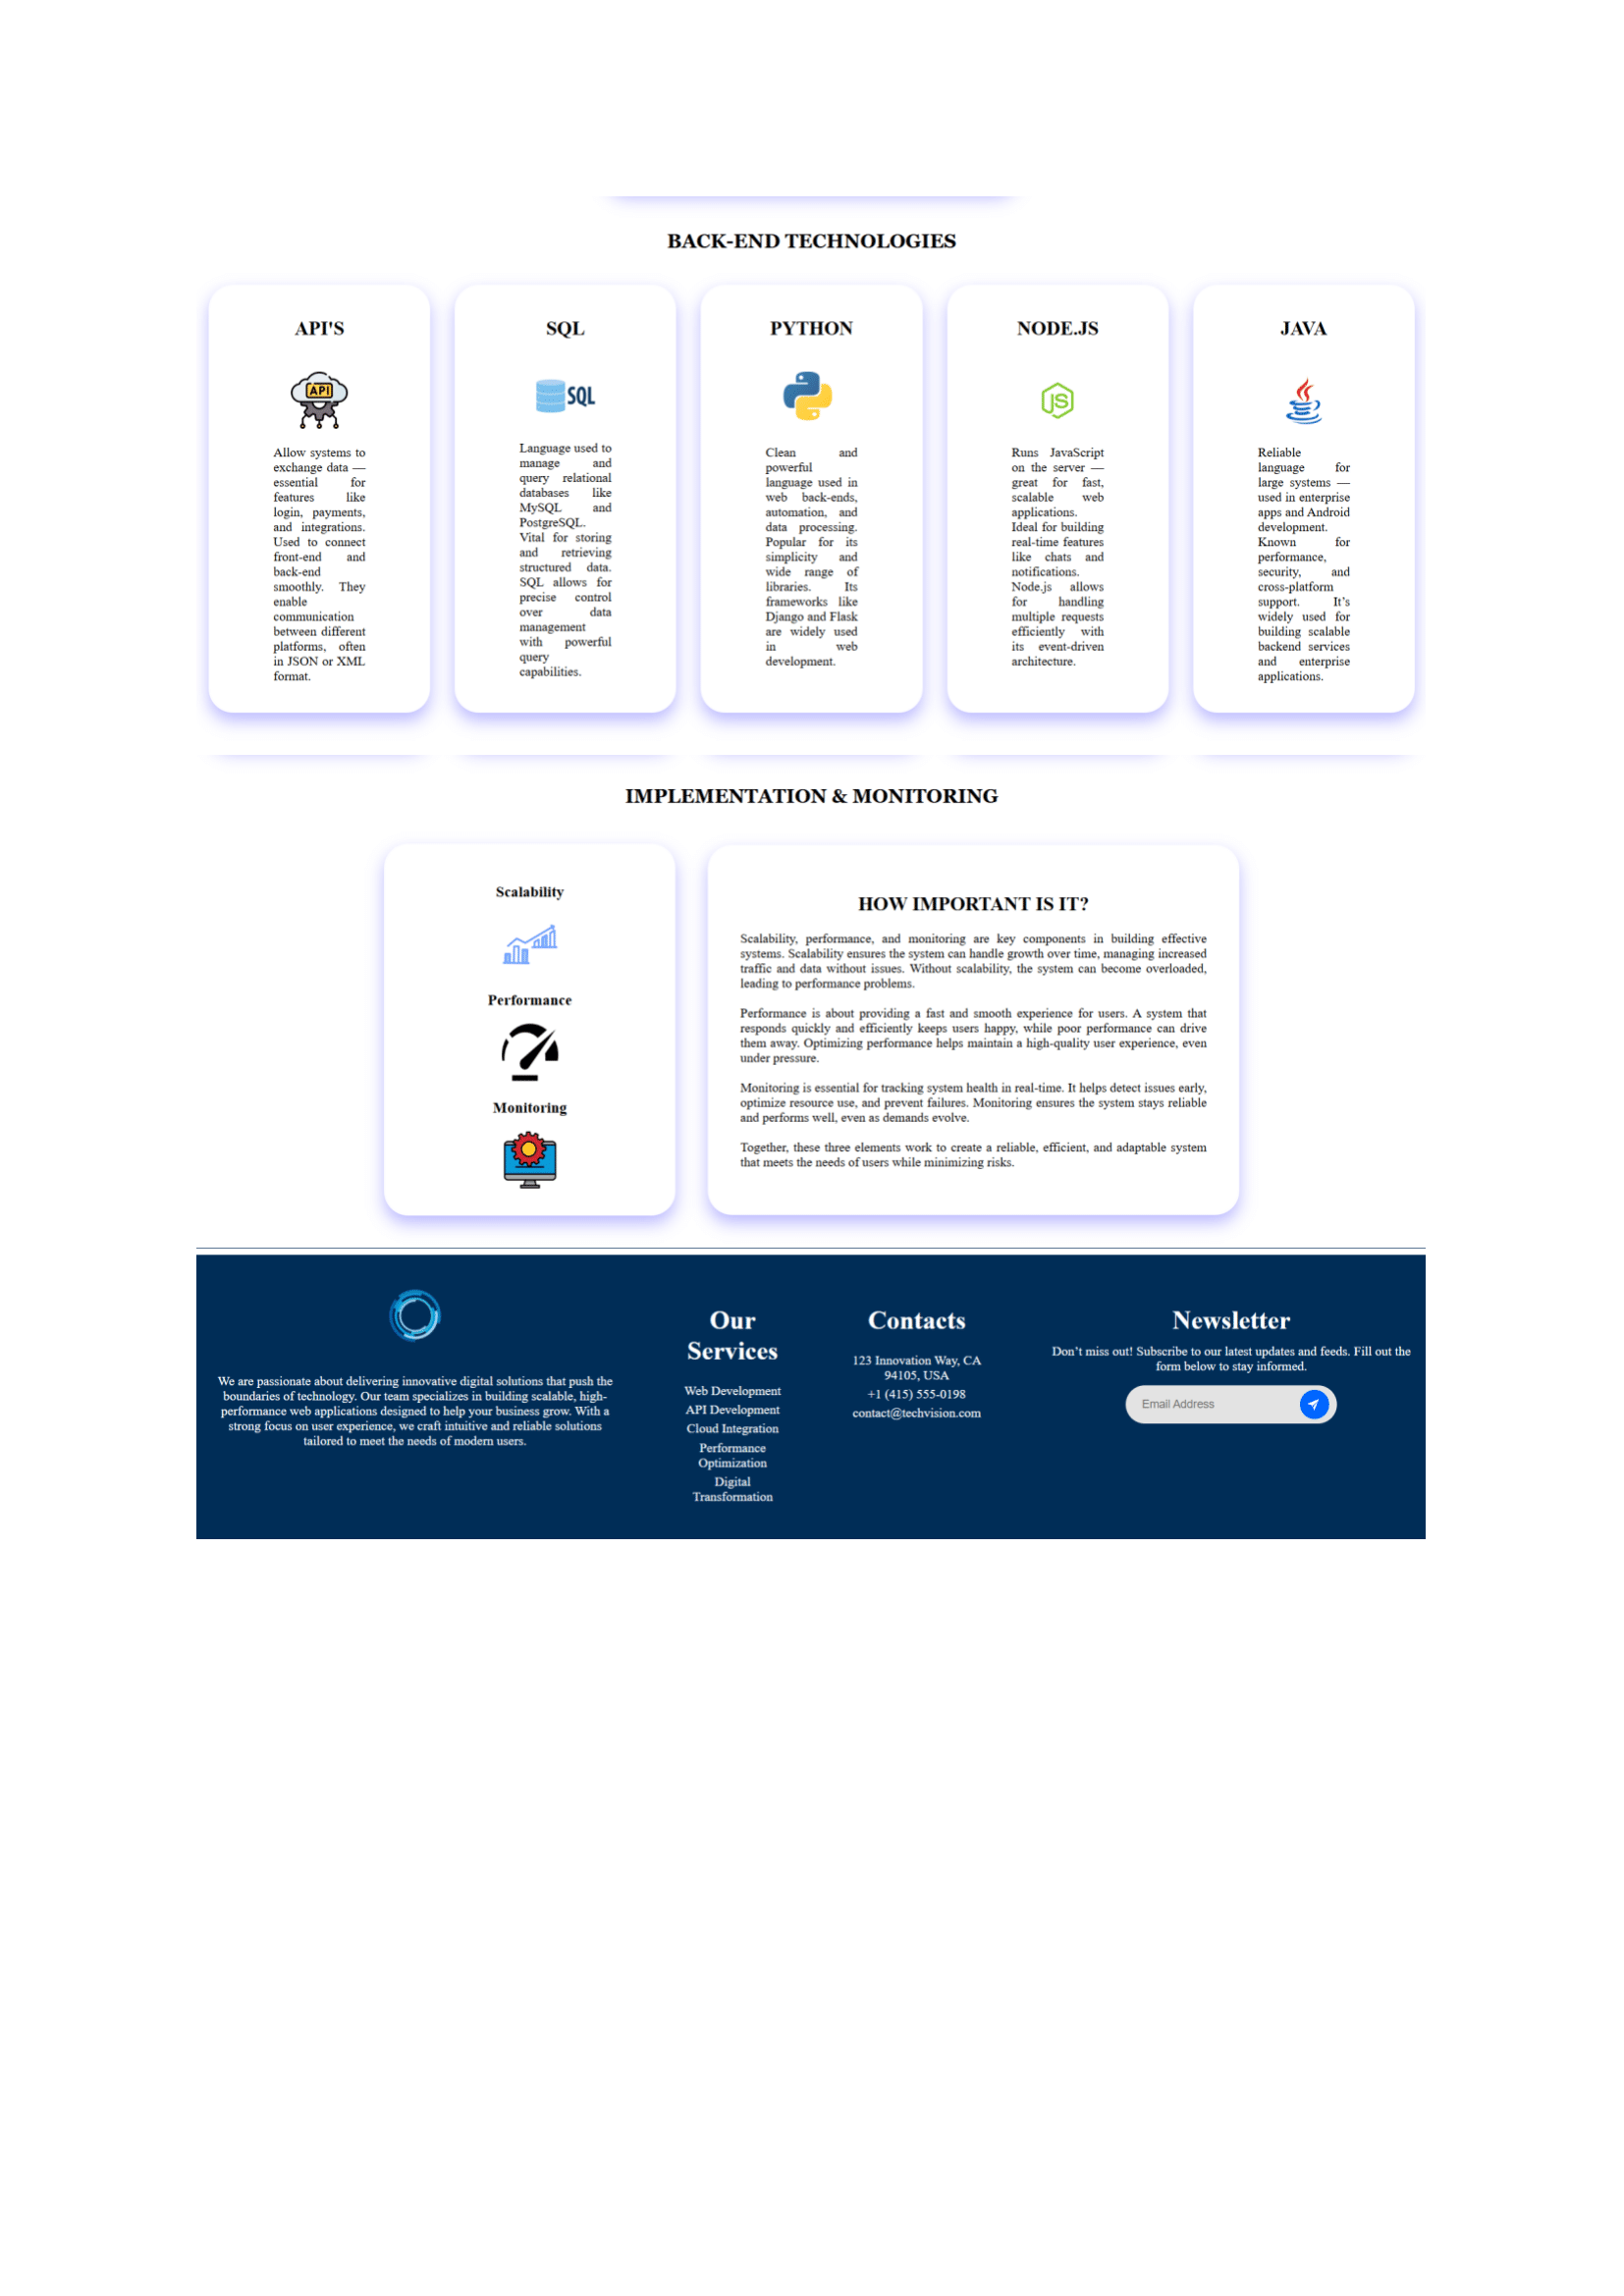 BACK-END TECHNOLOGIES
API'S
API
Allow systems to
exchange data —
essential for
features like
login, payments,
and integrations.
Used to connect
front-end and
back-end
smoothly. They
enable
communication
between different
platforms, often
in JSON or XML
format.
SQL
SQL
Language used to
manage and
query relational
databases like
MySQL and
PostgreSQL.
Vital for storing
and retrieving
structured data.
SQL allows for
precise control
over data
management
with powerful
query
capabilities.
PYTHON
Clean and
powerful
language used in
web back-ends,
automation, and
data processing.
Popular for its
simplicity and
wide range of
libraries. Its
frameworks like
Django and Flask
are widely used
in web
development.
NODE.JS
JS
Runs JavaScript
on the server —
great for fast,
scalable web
applications.
Ideal for building
real-time features
like chats and
notifications.
Node.js allows
for handling
multiple requests
efficiently with
its event-driven
architecture.
JAVA
Reliable
language for
large systems —
used in enterprise
apps and Android
development.
Known for
performance,
security, and
cross-platform
support. It’s
widely used for
building scalable
backend services
and enterprise
applications.
IMPLEMENTATION & MONITORING
Scalability
Performance
Monitoring
HOW IMPORTANT IS IT?
Scalability, performance, and monitoring are key components in building effective
systems. Scalability ensures the system can handle growth over time, managing increased
traffic and data without issues. Without scalability, the system can become overloaded,
leading to performance problems.
Performance is about providing a fast and smooth experience for users. A system that
responds quickly and efficiently keeps users happy, while poor performance can drive
them away. Optimizing performance helps maintain a high-quality user experience, even
under pressure.
Monitoring is essential for tracking system health in real-time. It helps detect issues early,
optimize resource use, and prevent failures. Monitoring ensures the system stays reliable
and performs well, even as demands evolve.
Together, these three elements work to create a reliable, efficient, and adaptable system
that meets the needs of users while minimizing risks.
We are passionate about delivering innovative digital solutions that push the
boundaries of technology. Our team specializes in building scalable, high-
performance web applications designed to help your business grow. With a
strong focus on user experience, we craft intuitive and reliable solutions
tailored to meet the needs of modern users.
Our
Services
Web Development
API Development
Cloud Integration
Performance
Optimization
Digital
Transformation
Contacts
123 Innovation Way, CA
94105, USA
+1 (415) 555-0198
contact@techvision.com
Newsletter
Don’t miss out! Subscribe to our latest updates and feeds. Fill out the
form below to stay informed.
Email Address